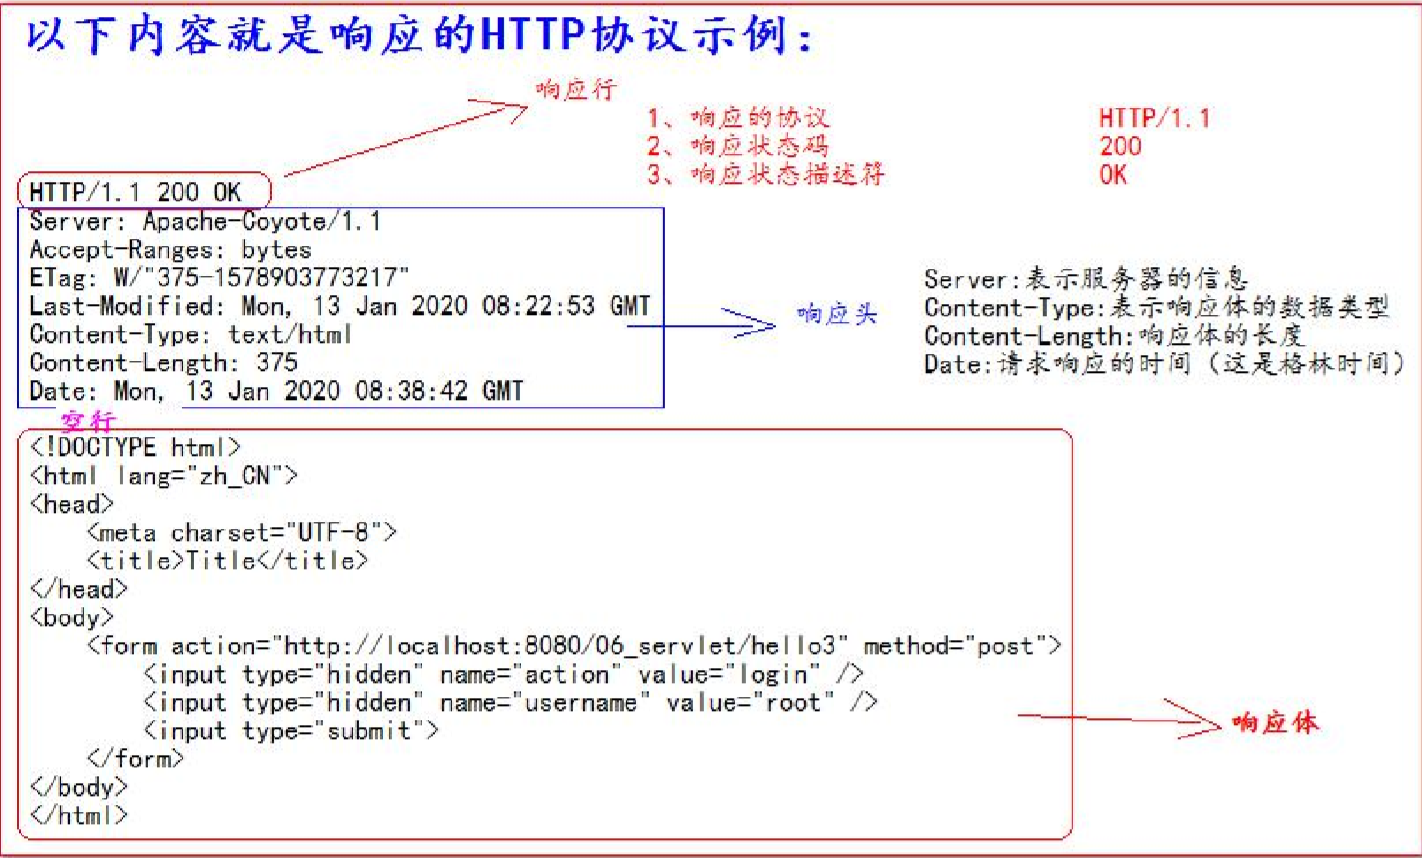 以下内容就是响应的HTTP协议示例：
响应行
1、响应的协议 HTTP/1.1
2、响应状态码 200
3、响应状态描述符 OK
HTTP/1.1 200 OK
Server: Apache-Coyote/1.1
Accept-Ranges: bytes
ETag: W/"375-1578903773217"
Last-Modified: Mon, 13 Jan 2020 08:22:53 GMT
Content-Type: text/html
Content-Length: 375
Date: Mon, 13 Jan 2020 08:38:42 GMT
响应头
Server:表示服务器的信息
Content-Type:表示响应体的数据类型
Content-Length:响应体的长度
Date:请求响应的时间（这是格林时间）
空行
<!DOCTYPE html>
<html lang="zh_CN">
<head>
    <meta charset="UTF-8">
    <title>Title</title>
</head>
<body>
    <form action="http://localhost:8080/06_servlet/hello3" method="post">
        <input type="hidden" name="action" value="login" />
        <input type="hidden" name="username" value="root" />
        <input type="submit">
    </form>
</body>
</html>
响应体